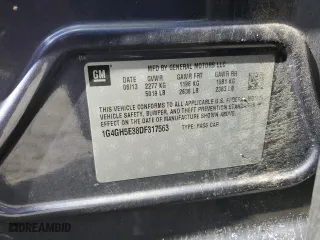 GM
MFD BY GENERAL MOTORS LLC
06/13 GVWR GAWR FRT GAWR RR
2277 KG 1196 KG 1081 KG
5019 LB 2636 LB 2383 LB
THIS VEHICLE CONFORMS TO ALL APPLICABLE U.S. FEDERAL MOTOR
VEHICLE SAFETY, BUMPER, AND THEFT PREVENTION STANDARDS
IN EFFECT ON THE DATE OF MANUFACTURE SHOWN ABOVE.
1G4GH5E38DF317563
TYPE: PASS CAR
DREAMBID